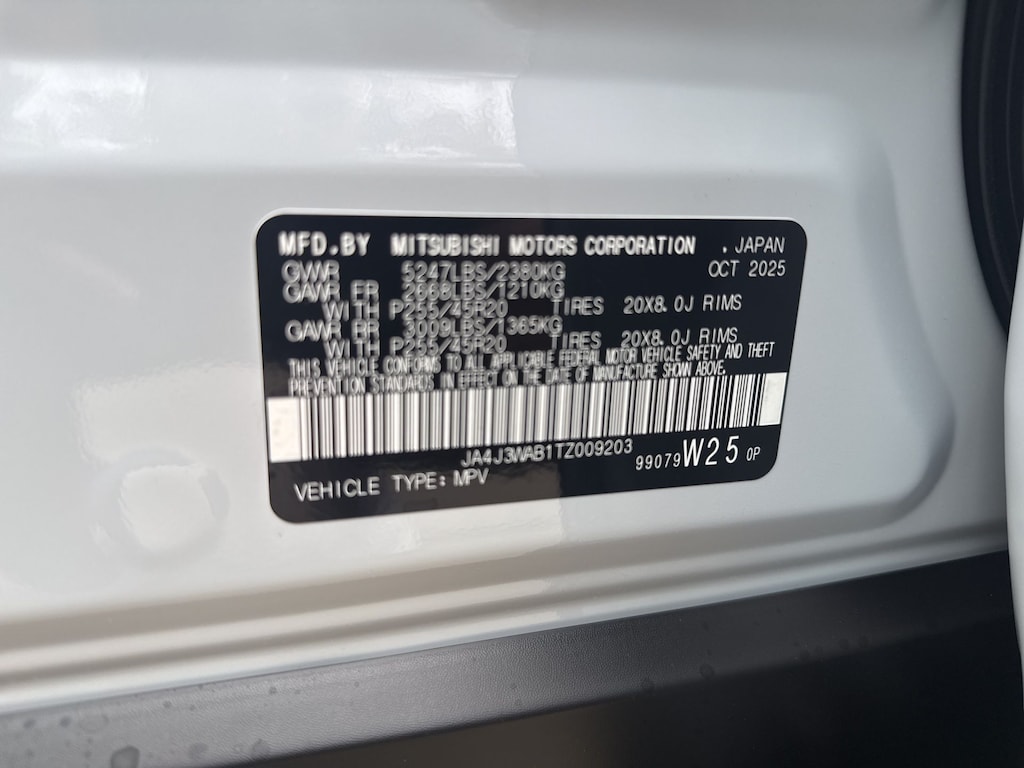 MFD.BY MITSUBISHI MOTORS CORPORATION . JAPAN
OCT 2025
GVWR 5247LBS/2380KG
GAWR FR 2668LBS/1210KG
WITH P255/45R20 TIRES 20X8.0J RIMS
GAWR RR 3009LBS/1365KG
WITH P255/45R20 TIRES 20X8.0J RIMS
THIS VEHICLE CONFORMS TO ALL APPLICABLE FEDERAL MOTOR VEHICLE SAFETY AND THEFT
PREVENTION STANDARDS IN EFFECT ON THE DATE OF MANUFACTURE SHOWN ABOVE.
JA4J3WAB1TZ009203
99079 W25 0P
VEHICLE TYPE: MPV